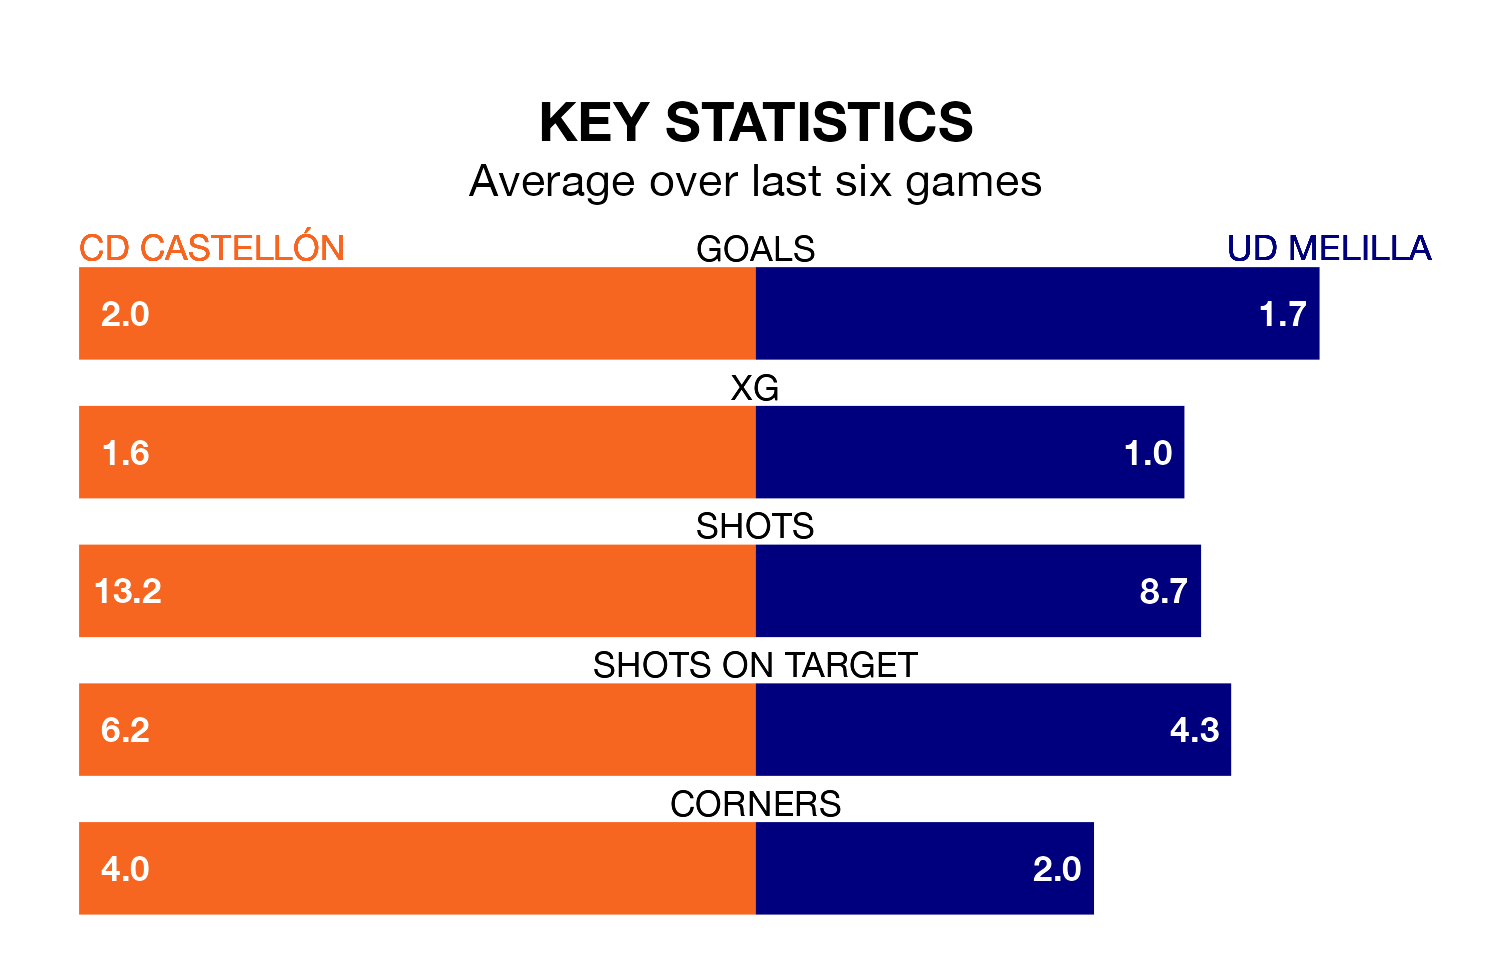 KEY STATISTICS
Average over last six games
CD CASTELLÓN GOALS UD MELILLA
2.0 1.7
XG
1.6 1.0
SHOTS
13.2 8.7
SHOTS ON TARGET
6.2 4.3
CORNERS
4.0 2.0